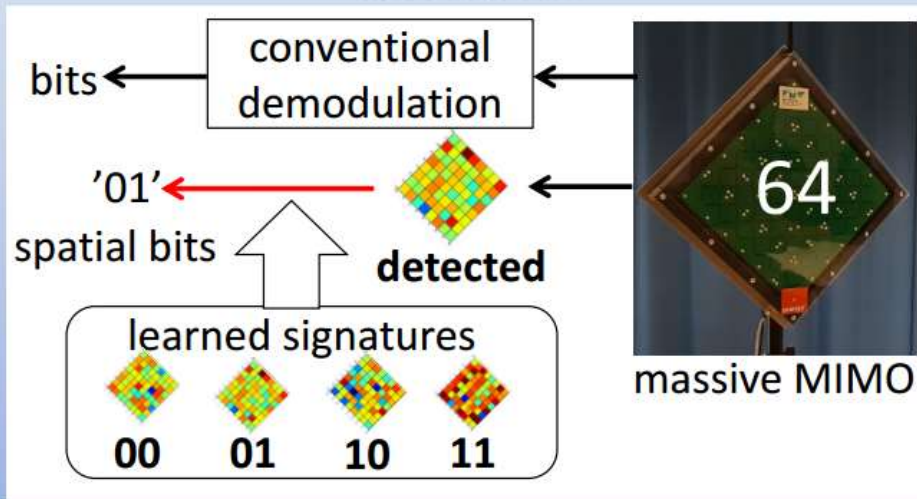 conventional
demodulation
bits
64
'01'
spatial bits
detected
learned signatures
00 01 10 11
massive MIMO